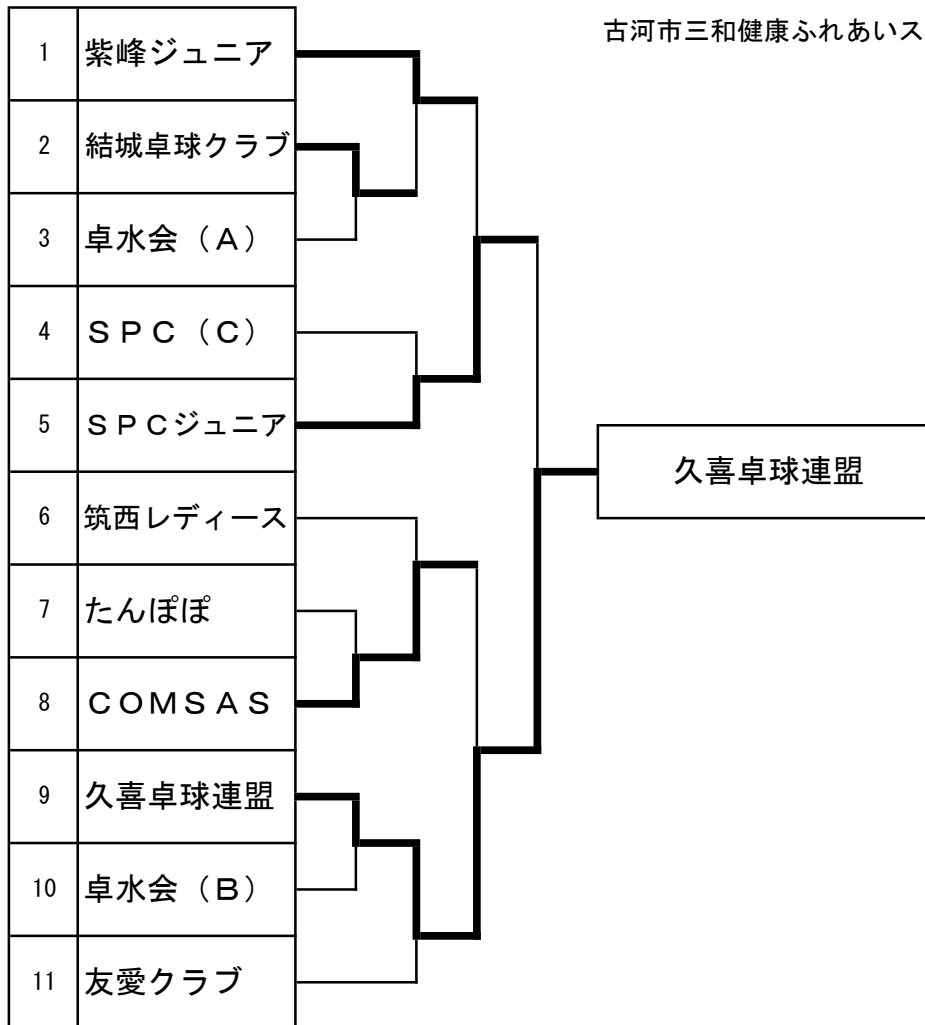 古河市三和健康ふれあいス
1 紫峰ジュニア
2 結城卓球クラブ
3 卓水会（Ａ）
4 ＳＰＣ（Ｃ）
5 ＳＰＣジュニア
6 筑西レディース
7 たんぽぽ
8 ＣＯＭＳＡＳ
9 久喜卓球連盟
10 卓水会（Ｂ）
11 友愛クラブ
久喜卓球連盟